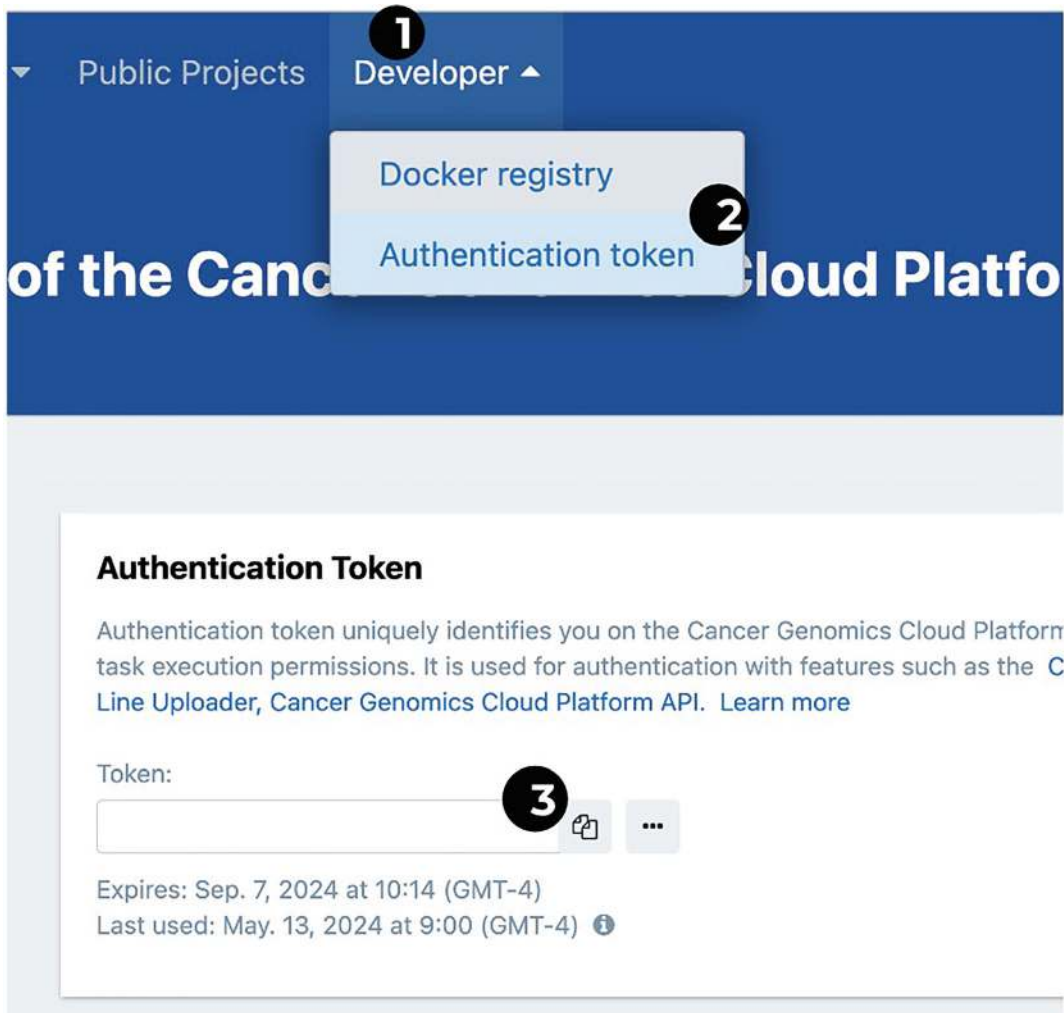 1
Public Projects Developer
Docker registry
2
Authentication token
of the Canc Cloud Platfo
Authentication Token
Authentication token uniquely identifies you on the Cancer Genomics Cloud Platform
task execution permissions. It is used for authentication with features such as the C
Line Uploader, Cancer Genomics Cloud Platform API. Learn more
Token:
3
Expires: Sep. 7, 2024 at 10:14 (GMT-4)
Last used: May. 13, 2024 at 9:00 (GMT-4)